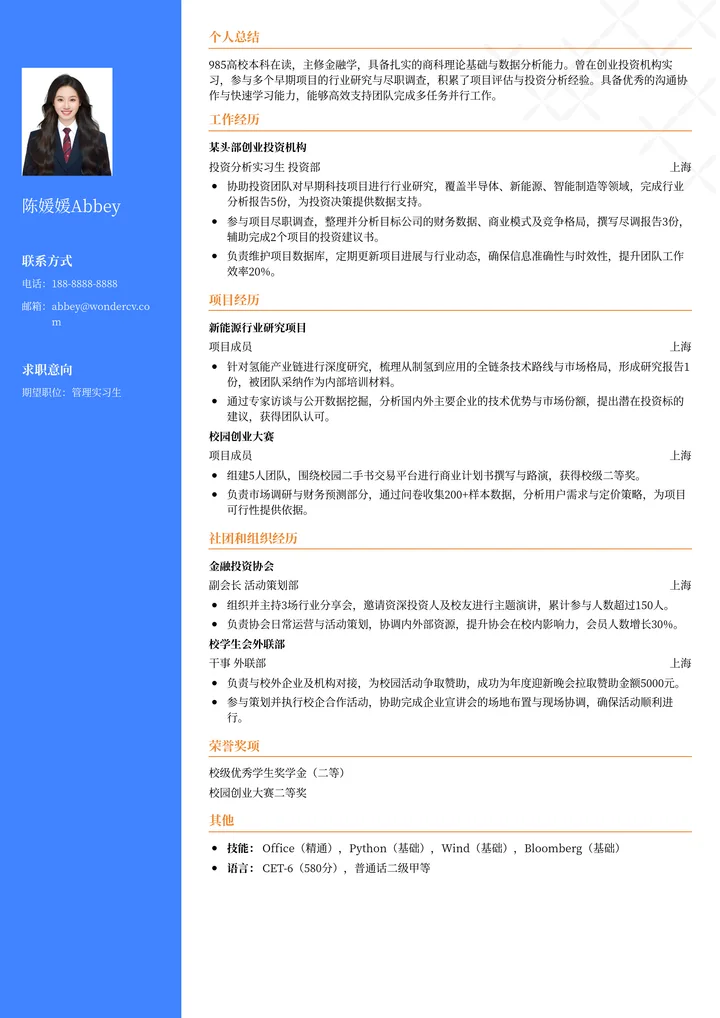 陈媛媛Abbey
联系方式
电话：188-8888-8888
邮箱：abbey@wondercv.co
m
求职意向
期望职位：管理实习生
个人总结
985高校本科在读，主修金融学，具备扎实的商科理论基础与数据分析能力。曾在创业投资机构实
习，参与多个早期项目的行业研究与尽职调查，积累了项目评估与投资分析经验。具备优秀的沟通协
作与快速学习能力，能够高效支持团队完成多任务并行工作。
工作经历
某头部创业投资机构
投资分析实习生 投资部 上海
• 协助投资团队对早期科技项目进行行业研究，覆盖半导体、新能源、智能制造等领域，完成行业
分析报告5份，为投资决策提供数据支持。
• 参与项目尽职调查，整理并分析目标公司的财务数据、商业模式及竞争格局，撰写尽调报告3份，
辅助完成2个项目的投资建议书。
• 负责维护项目数据库，定期更新项目进展与行业动态，确保信息准确性与时效性，提升团队工作
效率20%。
项目经历
新能源行业研究项目
项目成员 上海
• 针对氢能产业链进行深度研究，梳理从制氢到应用的全链条技术路线与市场格局，形成研究报告1
份，被团队采纳作为内部培训材料。
• 通过专家访谈与公开数据挖掘，分析国内外主要企业的技术优势与市场份额，提出潜在投资标的
建议，获得团队认可。
校园创业大赛
项目成员 上海
• 组建5人团队，围绕校园二手书交易平台进行商业计划书撰写与路演，获得校级二等奖。
• 负责市场调研与财务预测部分，通过问卷收集200+样本数据，分析用户需求与定价策略，为项目
可行性提供依据。
社团和组织经历
金融投资协会
副会长 活动策划部 上海
• 组织并主持3场行业分享会，邀请资深投资人及校友进行主题演讲，累计参与人数超过150人。
• 负责协会日常运营与活动策划，协调内外部资源，提升协会在校内影响力，会员人数增长30%。
校学生会外联部
干事 外联部 上海
• 负责与校外企业及机构对接，为校园活动争取赞助，成功为年度迎新晚会拉取赞助金额5000元。
• 参与策划并执行校企合作活动，协助完成企业宣讲会的场地布置与现场协调，确保活动顺利进
行。
荣誉奖项
校级优秀学生奖学金（二等）
校园创业大赛二等奖
其他
• 技能： Office（精通）, Python（基础）, Wind（基础）, Bloomberg（基础）
• 语言： CET-6（580分）, 普通话二级甲等